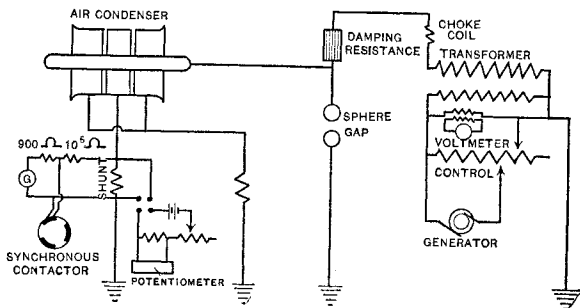 AIR CONDENSER
DAMPING
RESISTANCE
CHOKE
COIL
TRANSFORMER
SPHERE
GAP
VOLTMETER
CONTROL
GENERATOR
900 Ω 10⁵ Ω
G
SHUNT
SYNCHRONOUS
CONTACTOR
POTENTIOMETER